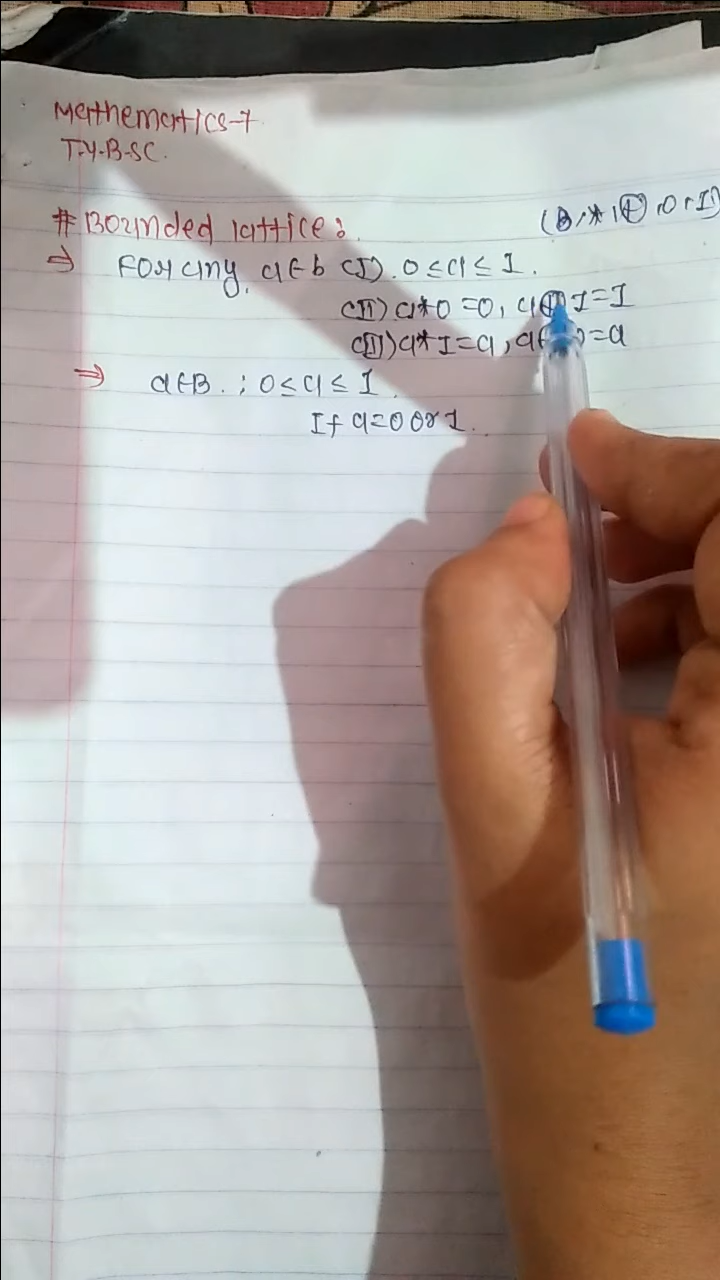 Mathematics-7
T.Y.B.SC.
(B,*,⊕,0,I)
# Bounded lattice:
⇒ For any a∈b (I). 0≤a≤I.
(II) a*0=0, a⊕I=I
(III) a*I=a, a =a
⇒ a∈B. ; 0≤a≤I
If a=0 or I.